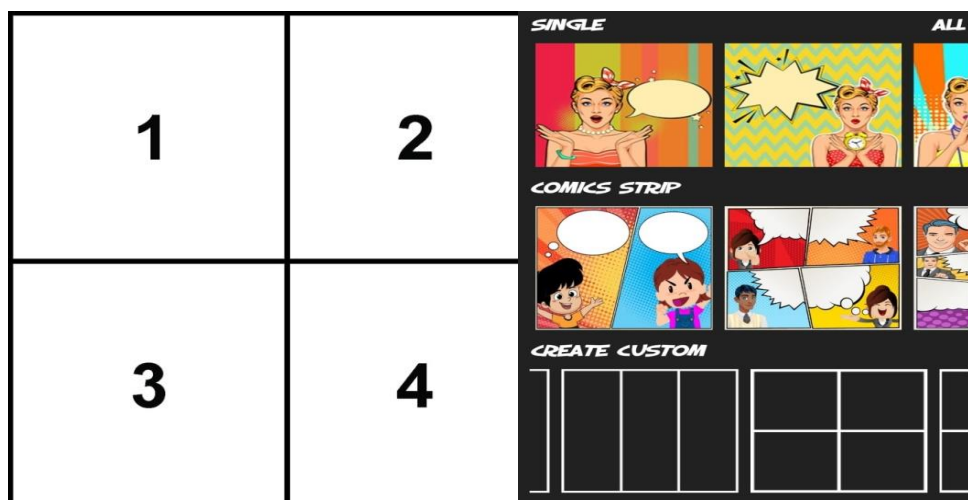 1 2
3 4
SINGLE ALL
COMICS STRIP
CREATE CUSTOM